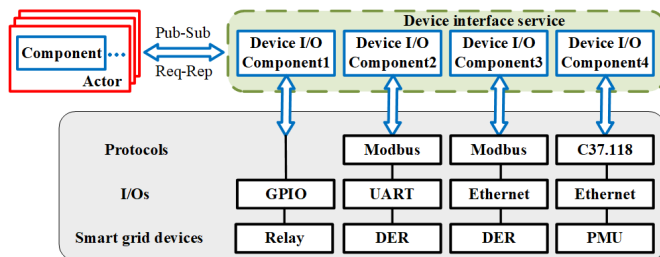 Device interface service
Pub-Sub
Req-Rep
Component ...
Actor
Device I/O Component1
Device I/O Component2
Device I/O Component3
Device I/O Component4
Protocols
Modbus
Modbus
C37.118
I/Os
GPIO
UART
Ethernet
Ethernet
Smart grid devices
Relay
DER
DER
PMU